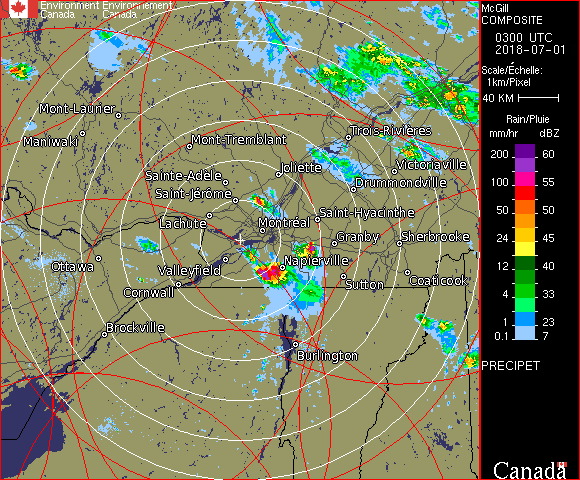 Environment Environnement
Canada Canada
McGill
COMPOSITE
0300 UTC
2018-07-01
Scale/Échelle:
1km/Pixel
40 KM
Rain/Pluie
mm/hr dBZ
200 60
100 55
50 50
24 45
12 40
4 33
1 23
0.1 7
PRECIPET
Canada
Mont-Laurier
Maniwaki
Mont-Tremblant
Trois-Rivières
Sainte-Adèle
Joliette
Victoriaville
Saint-Jérôme
Drummondville
Lachute
Montréal
Saint-Hyacinthe
Granby
Sherbrooke
Ottawa
Valleyfield
Napierville
Cornwall
Sutton
Coaticook
Brockville
Burlington